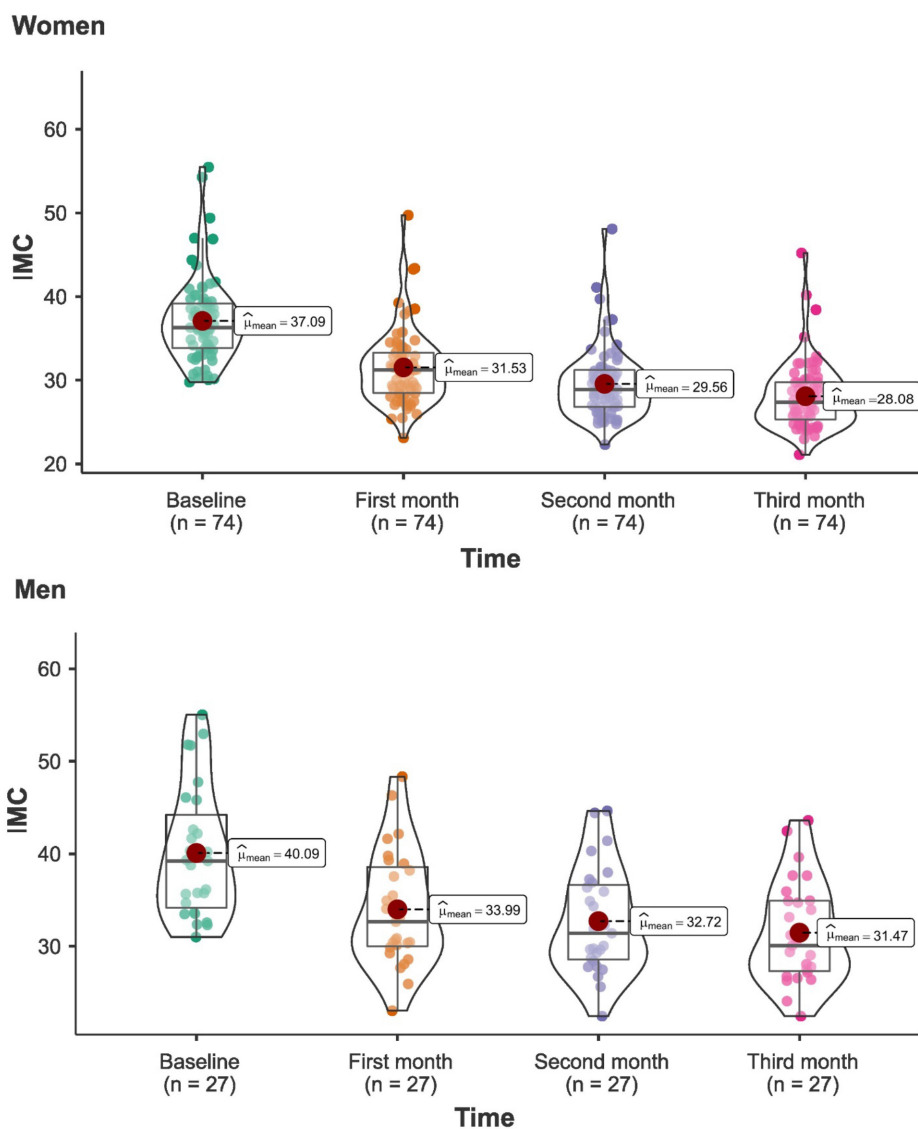 Women
IMC
60
50
40
30
20
μ̂mean = 37.09
μ̂mean = 31.53
μ̂mean = 29.56
μ̂mean = 28.08
Baseline
(n = 74)
First month
(n = 74)
Second month
(n = 74)
Third month
(n = 74)
Time
Men
IMC
60
50
40
30
μ̂mean = 40.09
μ̂mean = 33.99
μ̂mean = 32.72
μ̂mean = 31.47
Baseline
(n = 27)
First month
(n = 27)
Second month
(n = 27)
Third month
(n = 27)
Time